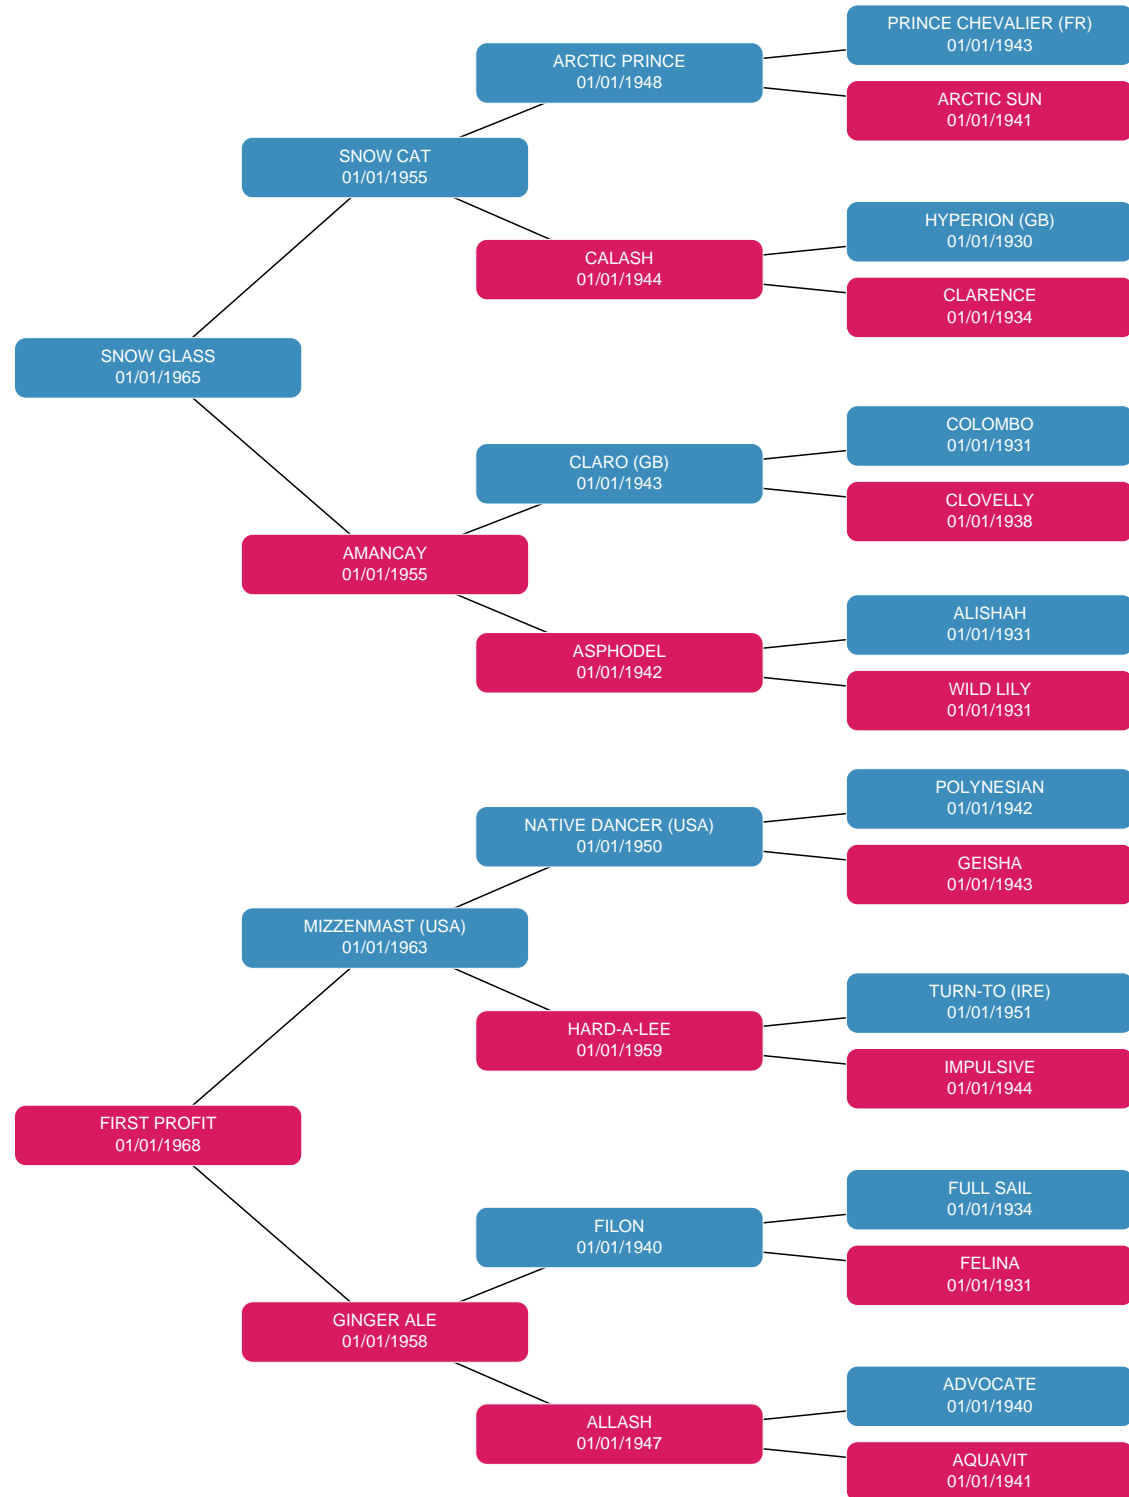 PRINCE CHEVALIER (FR)
01/01/1943
ARCTIC PRINCE
01/01/1948
ARCTIC SUN
01/01/1941
SNOW CAT
01/01/1955
HYPERION (GB)
01/01/1930
CALASH
01/01/1944
CLARENCE
01/01/1934
SNOW GLASS
01/01/1965
COLOMBO
01/01/1931
CLARO (GB)
01/01/1943
CLOVELLY
01/01/1938
AMANCAY
01/01/1955
ALISHAH
01/01/1931
ASPHODEL
01/01/1942
WILD LILY
01/01/1931
POLYNESIAN
01/01/1942
NATIVE DANCER (USA)
01/01/1950
GEISHA
01/01/1943
MIZZENMAST (USA)
01/01/1963
TURN-TO (IRE)
01/01/1951
HARD-A-LEE
01/01/1959
IMPULSIVE
01/01/1944
FIRST PROFIT
01/01/1968
FULL SAIL
01/01/1934
FILON
01/01/1940
FELINA
01/01/1931
GINGER ALE
01/01/1958
ADVOCATE
01/01/1940
ALLASH
01/01/1947
AQUAVIT
01/01/1941